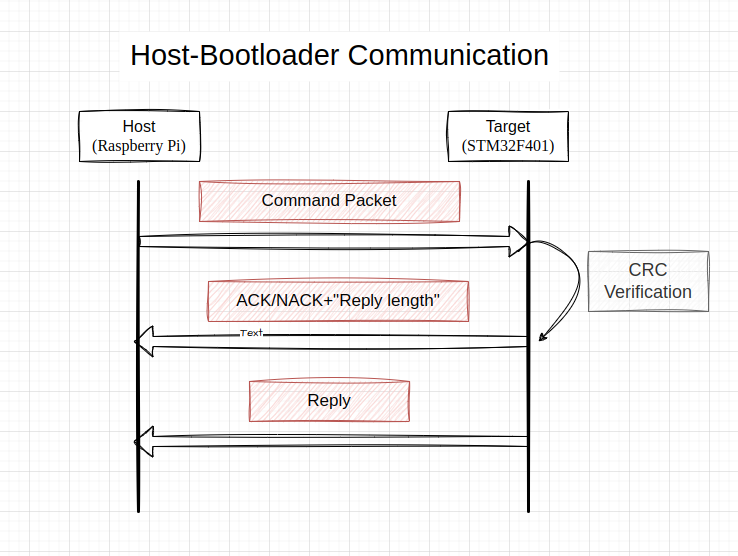 Host-Bootloader Communication
Host
(Raspberry Pi)
Target
(STM32F401)
Command Packet
CRC
Verification
ACK/NACK+"Reply length"
Text
Reply